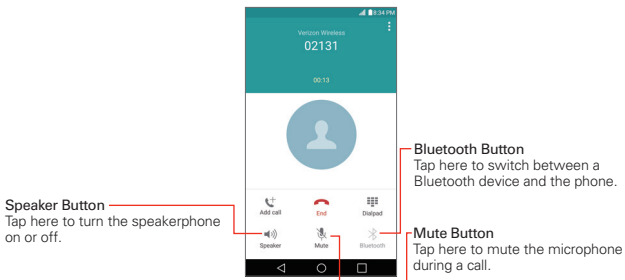 8:34 PM
Verizon Wireless
02131
00:13
Add call
End
Dialpad
Speaker
Mute
Bluetooth
Speaker Button
Tap here to turn the speakerphone
on or off.
Bluetooth Button
Tap here to switch between a
Bluetooth device and the phone.
Mute Button
Tap here to mute the microphone
during a call.